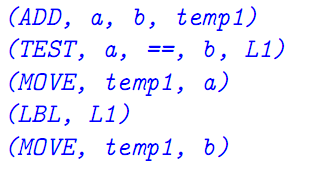 (ADD, a, b, temp1)
(TEST, a, ==, b, L1)
(MOVE, temp1, a)
(LBL, L1)
(MOVE, temp1, b)